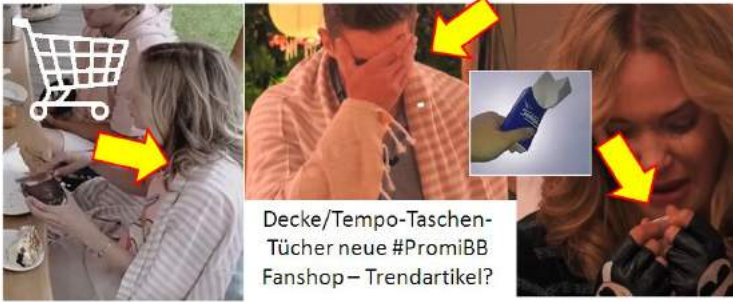 Decke/Tempo-Taschen-
Tücher neue #PromiBB
Fanshop – Trendartikel?